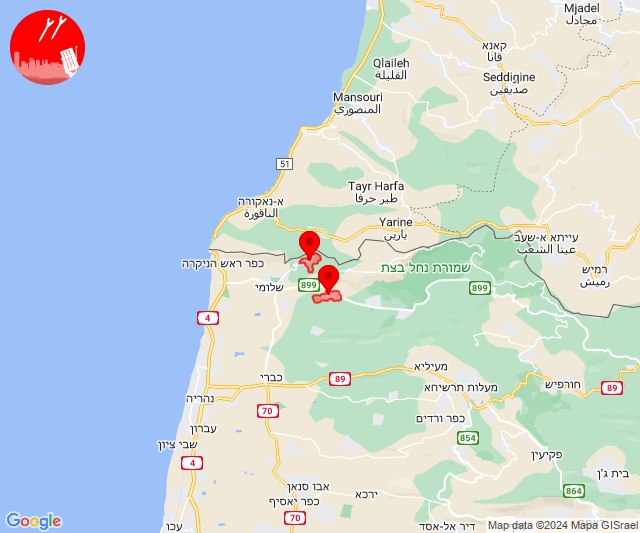 Mjadel
مجادل
קאנא
قانا
Qlaileh
القليلة
Seddigine
صديقين
Mansouri
المنصوري
51
Tayr Harfa
طير حرفا
א-נאקורה
الناقورة
Yarine
يارين
עייתא א-שעב
عيتا الشعب
רמיש
رميش
כפר ראש הניקרה
שמורת נחל בצת
שלומי
899
899
4
מעיליא
כברי
89
מעלות תרשיחא
חורפיש
89
נהריה
70
כפר ורדים
עברון
854
שבי ציון
פקיעין
4
בית ג'ן
אבו סנאן
ירכא
864
כפר יאסיף
70
Google
עכו
דיר אל-אסד
Map data ©2024 Mapa GISrael